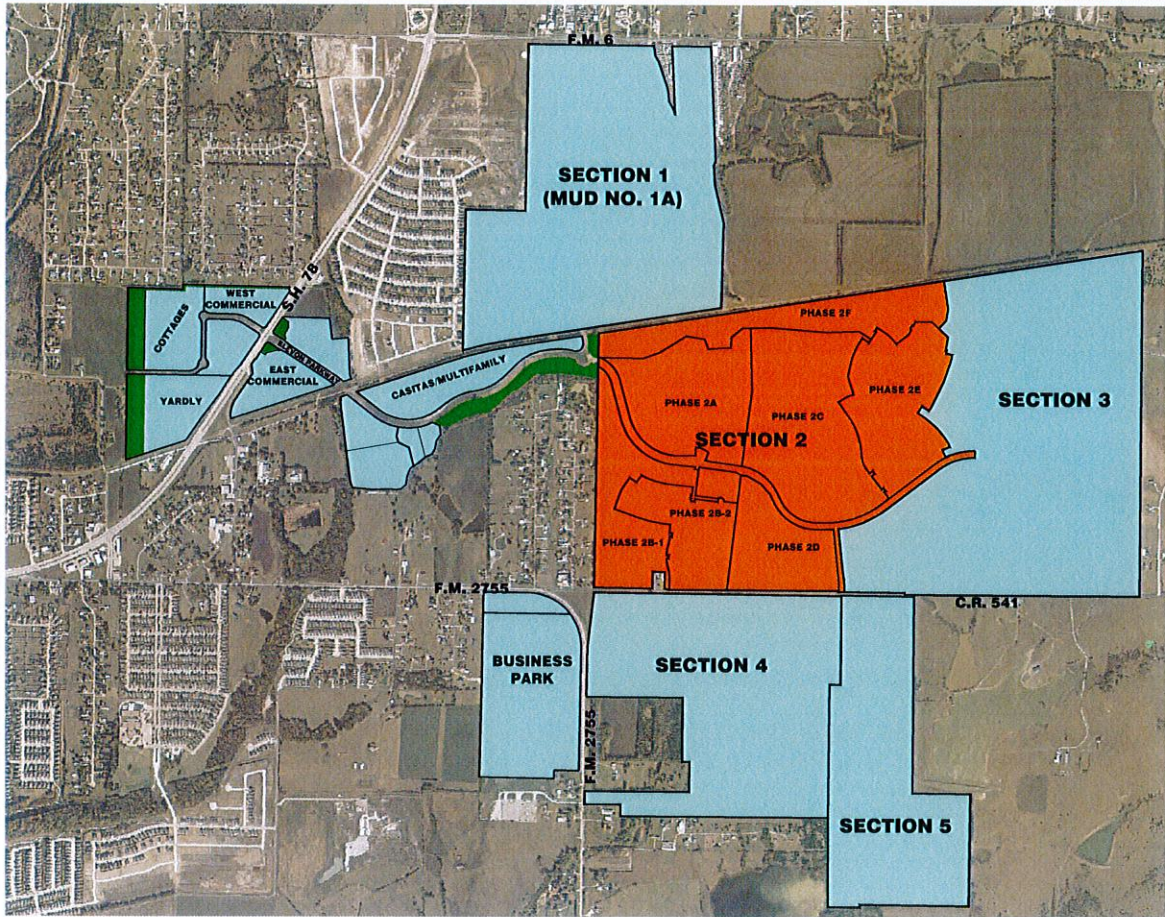 F.M. 6
SECTION 1
(MUD NO. 1A)
S.H. 78
WEST
COMMERCIAL
COTTAGES
PARKWAY
EAST
COMMERCIAL
YARDLY
CASITAS/MULTIFAMILY
PHASE 2F
PHASE 2A
PHASE 2C
PHASE 2E
SECTION 2
SECTION 3
PHASE 2B-2
PHASE 2B-1
PHASE 2D
F.M. 2755
C.R. 541
BUSINESS
PARK
SECTION 4
F.M. 2755
SECTION 5